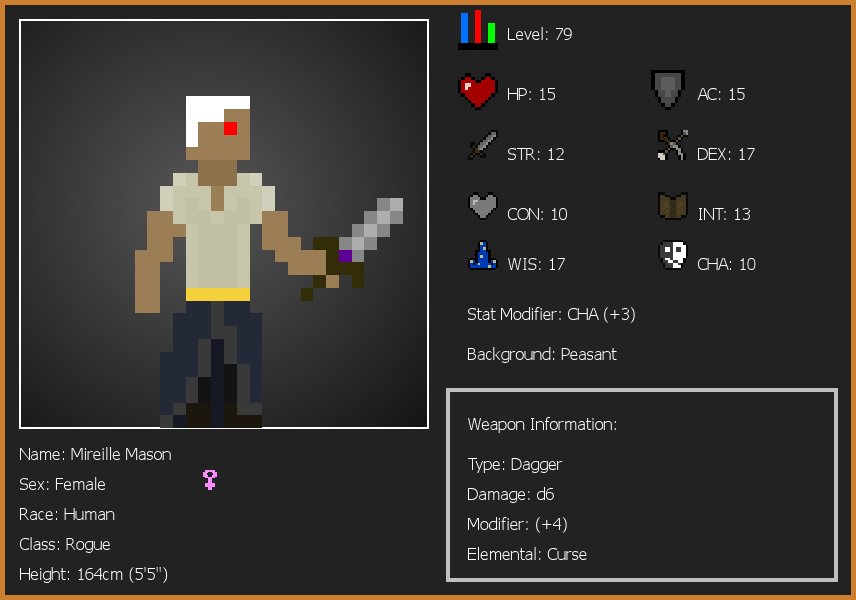 Level: 79
HP: 15
AC: 15
STR: 12
DEX: 17
CON: 10
INT: 13
WIS: 17
CHA: 10
Stat Modifier: CHA (+3)
Background: Peasant
Weapon Information:
Type: Dagger
Damage: d6
Modifier: (+4)
Elemental: Curse
Name: Mireille Mason
Sex: Female
Race: Human
Class: Rogue
Height: 164cm (5'5")